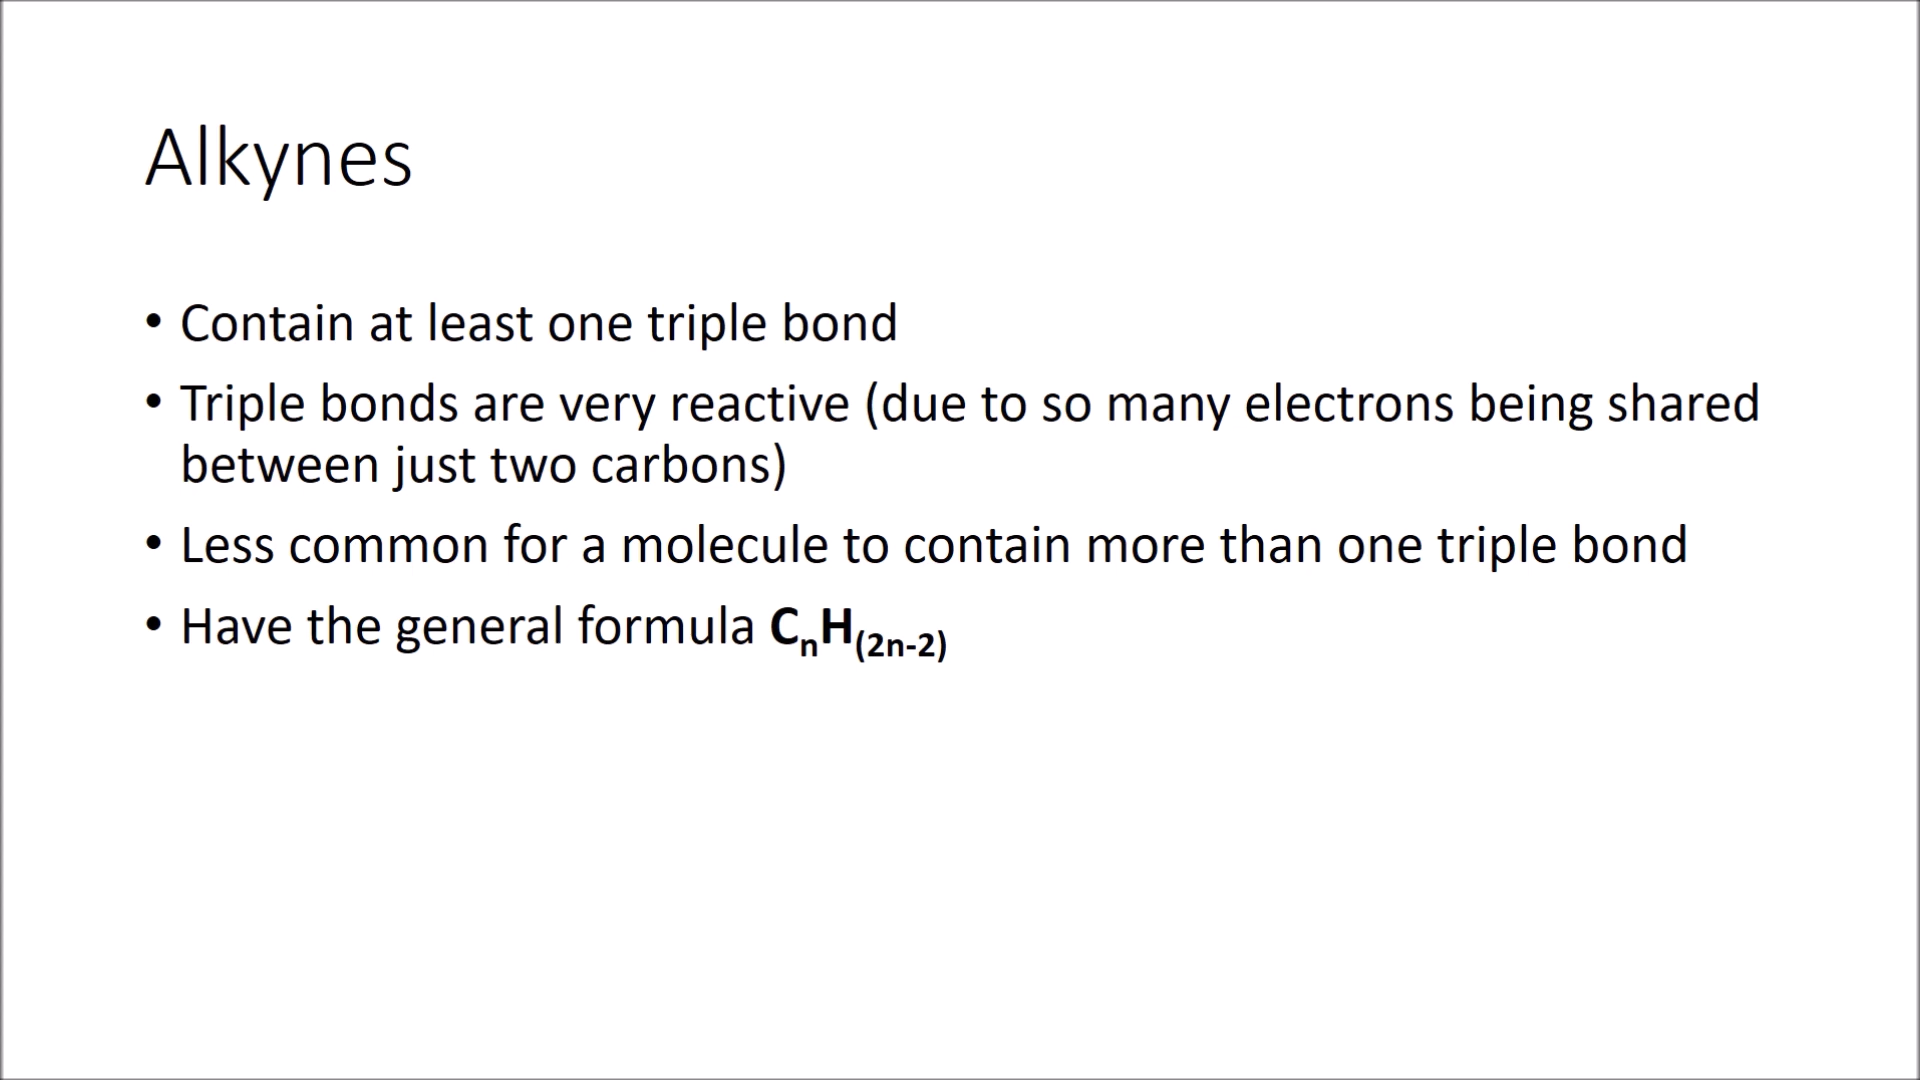 Alkynes
• Contain at least one triple bond
• Triple bonds are very reactive (due to so many electrons being shared
between just two carbons)
• Less common for a molecule to contain more than one triple bond
• Have the general formula CₙH₍₂ₙ₋₂₎